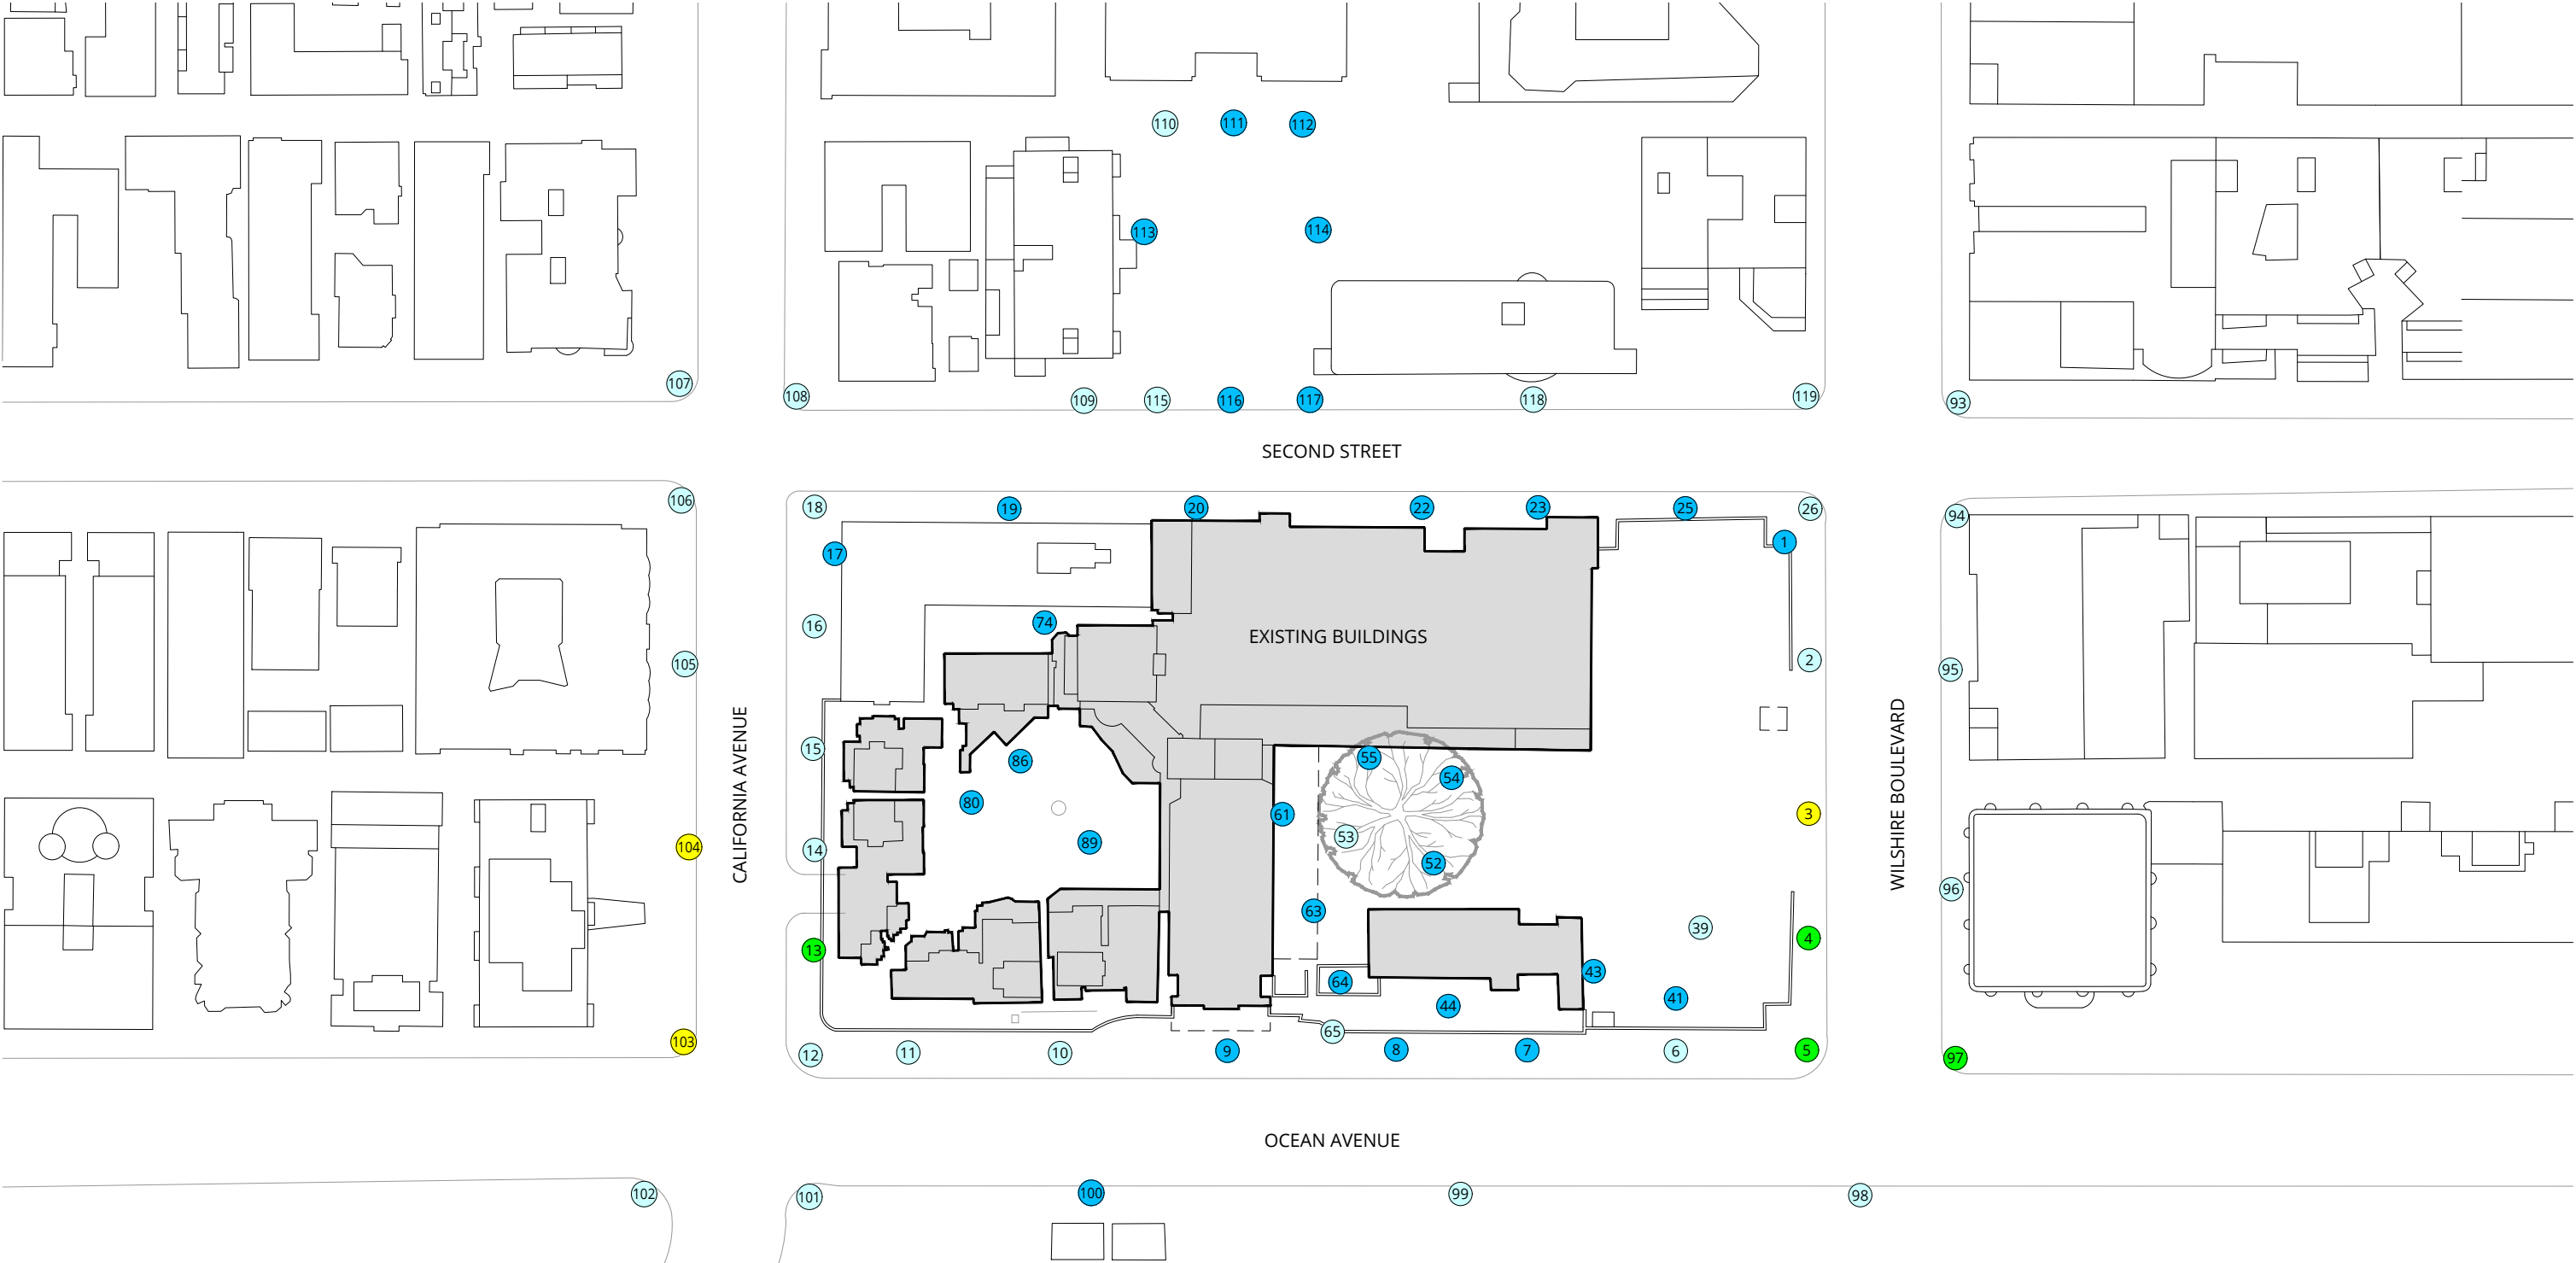 110 111 112
113 114
107
108 109 115 116 117 118 119 93
SECOND STREET
106 18 19 20 22 23 25 26 94
17 1
16 74
EXISTING BUILDINGS
105 2 95
15 86 55 54
80 61 3
CALIFORNIA AVENUE
WILSHIRE BOULEVARD
104 14 89 53 52
96
63 39
13 4
64 43
44 41
103 65
12 11 10 9 8 7 6 5 97
OCEAN AVENUE
102 101 100 99 98